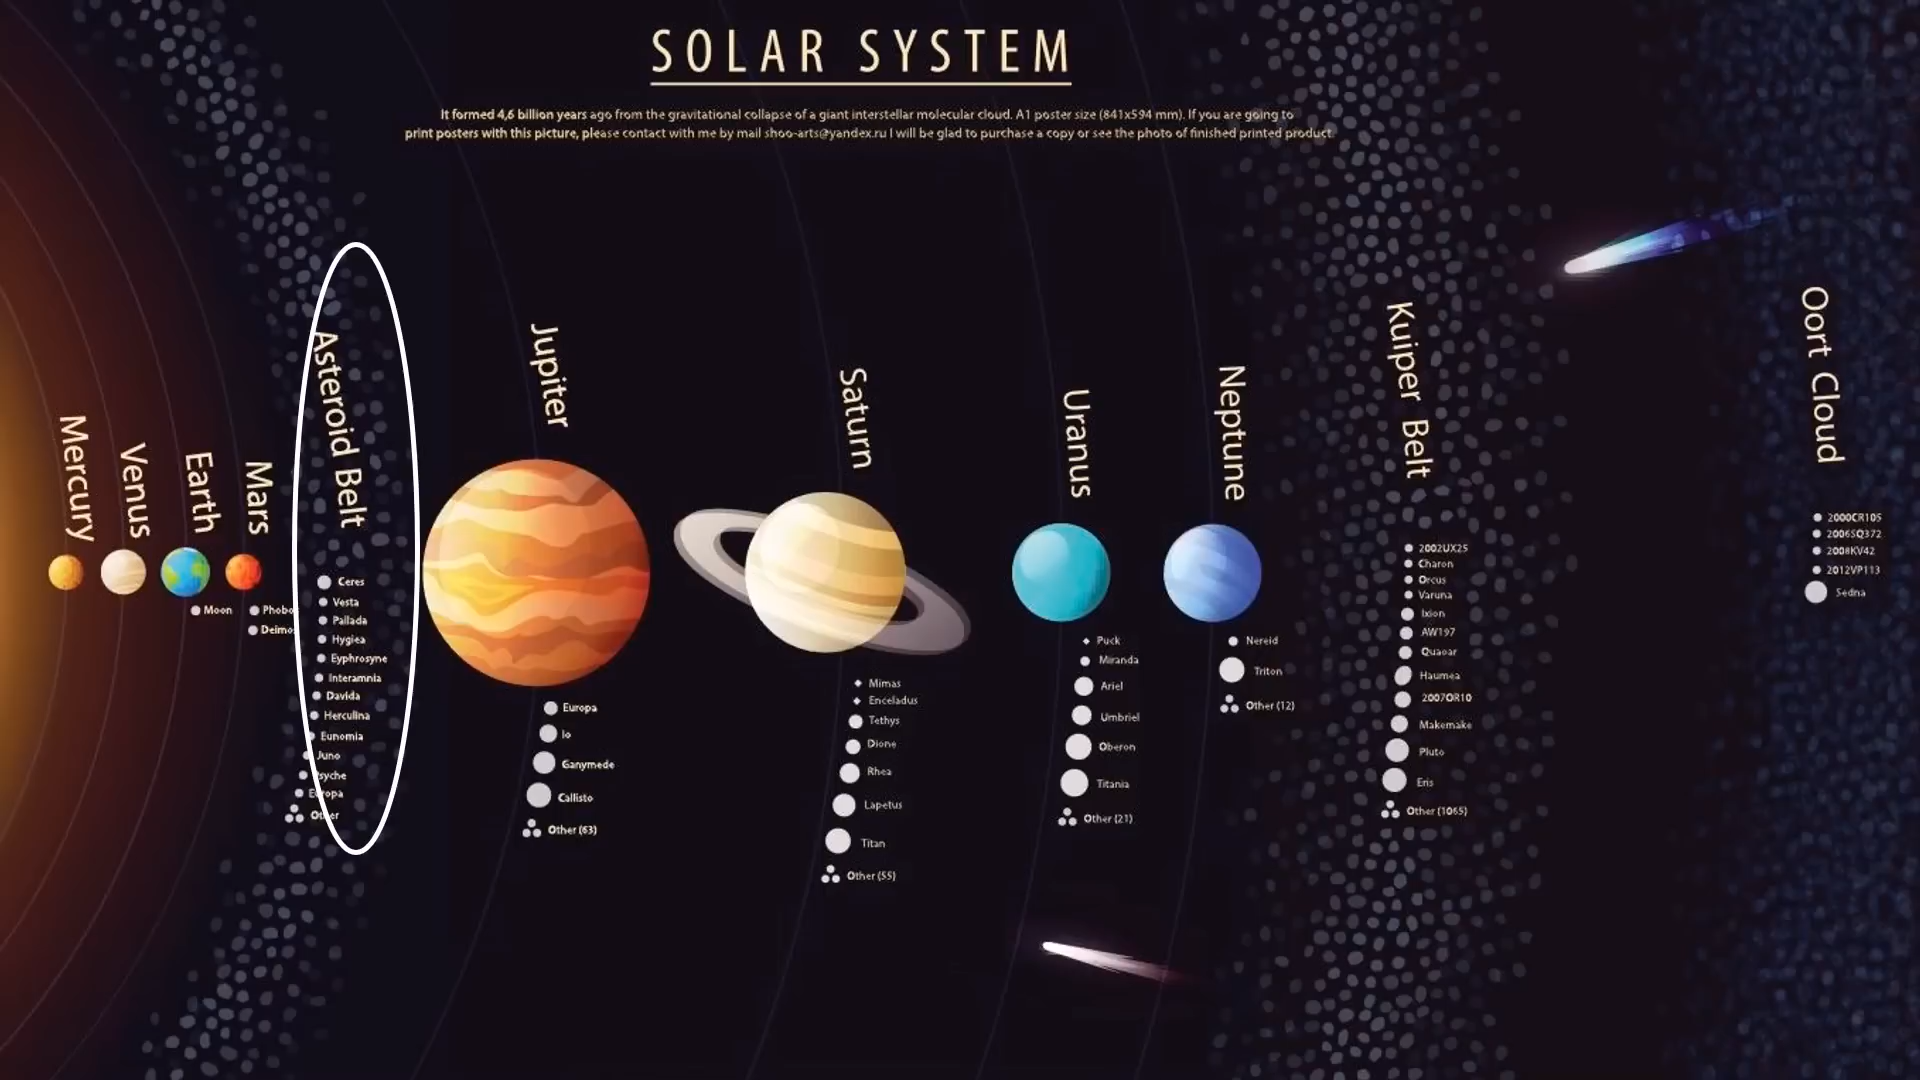 SOLAR SYSTEM
It formed 4,6 billion years ago from the gravitational collapse of a giant interstellar molecular cloud. A1 poster size (841x594 mm). If you are going to
print posters with this picture, please contact with me by mail shoo-arts@yandex.ru I will be glad to purchase a copy or see the photo of finished printed product.
Mercury
Venus
Earth
Moon
Mars
Phobo
Deimo
Asteroid Belt
Ceres
Vesta
Pallada
Hygiea
Eyphrosyne
Interamnia
Davida
Herculina
Eunomia
Juno
Psyche
Europa
Other
Jupiter
Europa
Io
Ganymede
Callisto
Other (63)
Saturn
Mimas
Enceladus
Tethys
Dione
Rhea
Lapetus
Titan
Other (55)
Uranus
Puck
Miranda
Ariel
Umbriel
Oberon
Titania
Other (21)
Neptune
Nereid
Triton
Other (12)
Kuiper Belt
2002UX25
Charon
Orcus
Varuna
Ixion
AW197
Quaoar
Haumea
2007OR10
Makemake
Pluto
Eris
Other (1065)
Oort Cloud
2000CR105
2006SQ372
2008KV42
2012VP113
Sedna